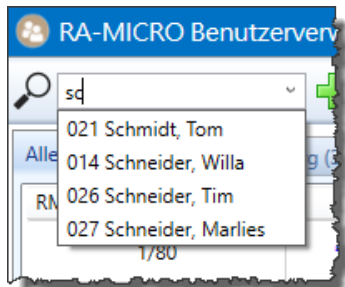 RA-MICRO Benutzerverw
sc
021 Schmidt, Tom
014 Schneider, Willa
026 Schneider, Tim
027 Schneider, Marlies
Alle
g (3
RM
1/80